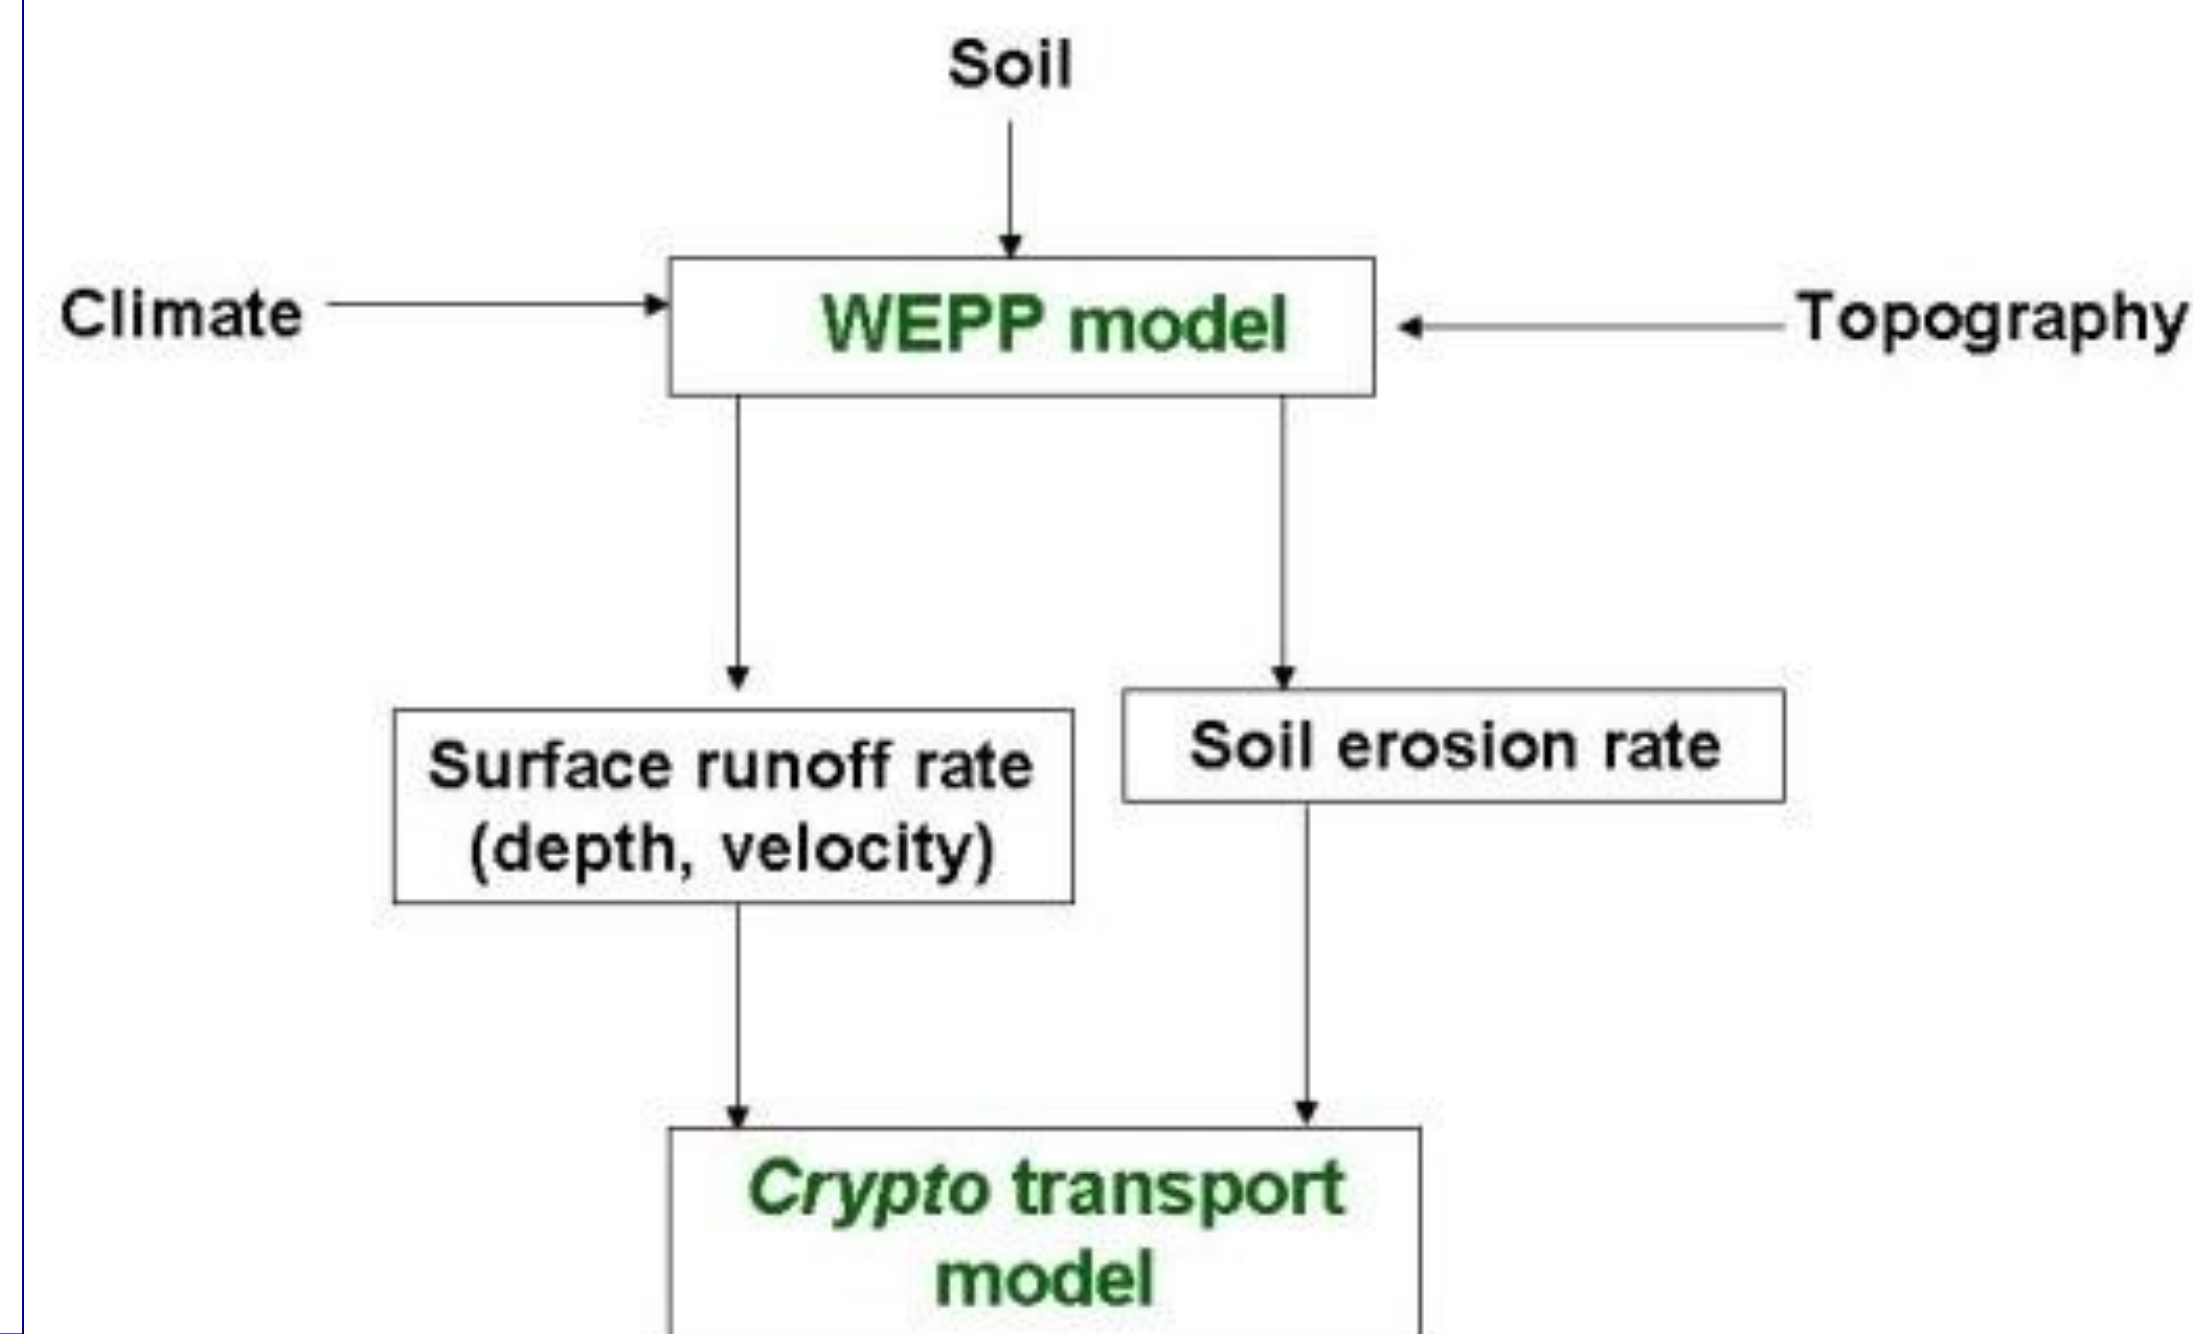 Soil
Climate
WEPP model
Topography
Surface runoff rate
(depth, velocity)
Soil erosion rate
Crypto transport
model